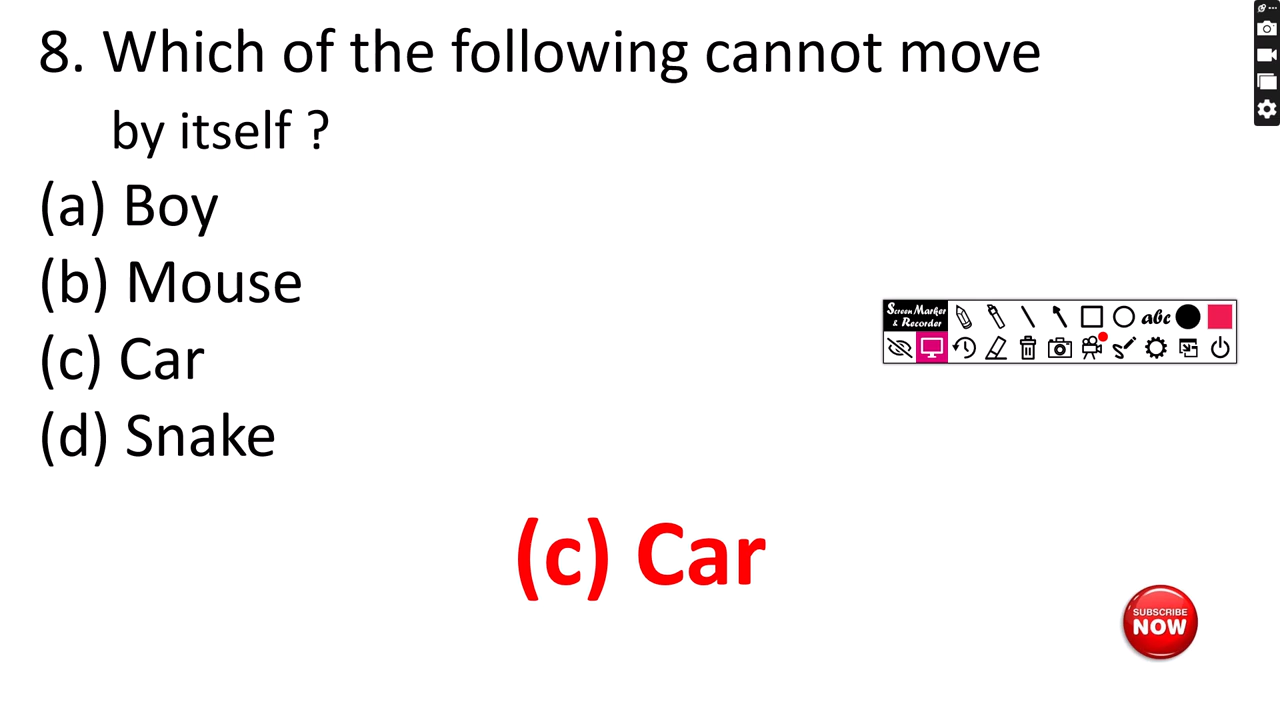 8. Which of the following cannot move
by itself ?
(a) Boy
(b) Mouse
Screen Marker
& Recorder
abc
(c) Car
(d) Snake
(c) Car
SUBSCRIBE
NOW